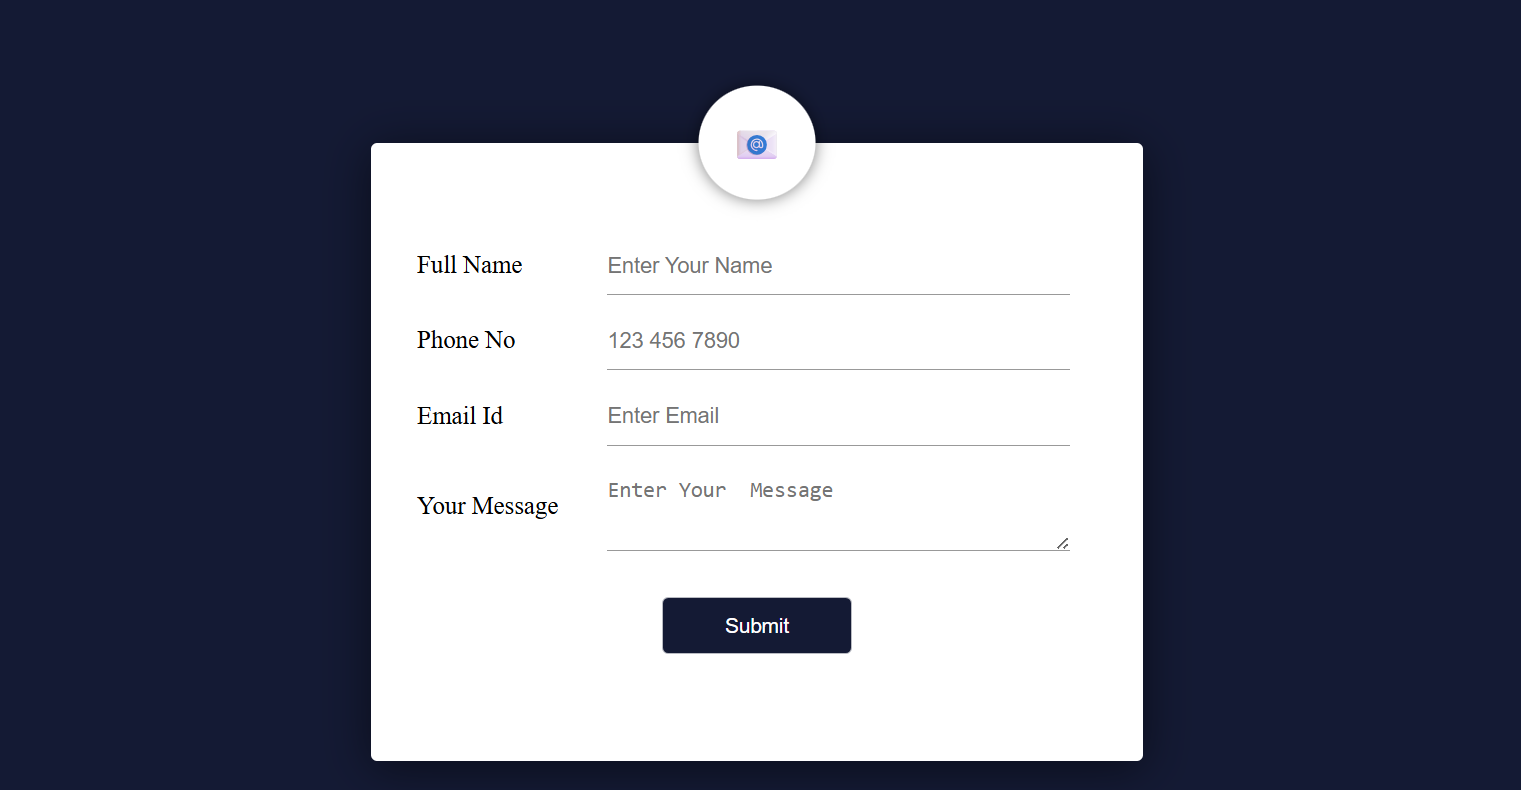 @
Full Name
Enter Your Name
Phone No
123 456 7890
Email Id
Enter Email
Your Message
Enter Your  Message
Submit